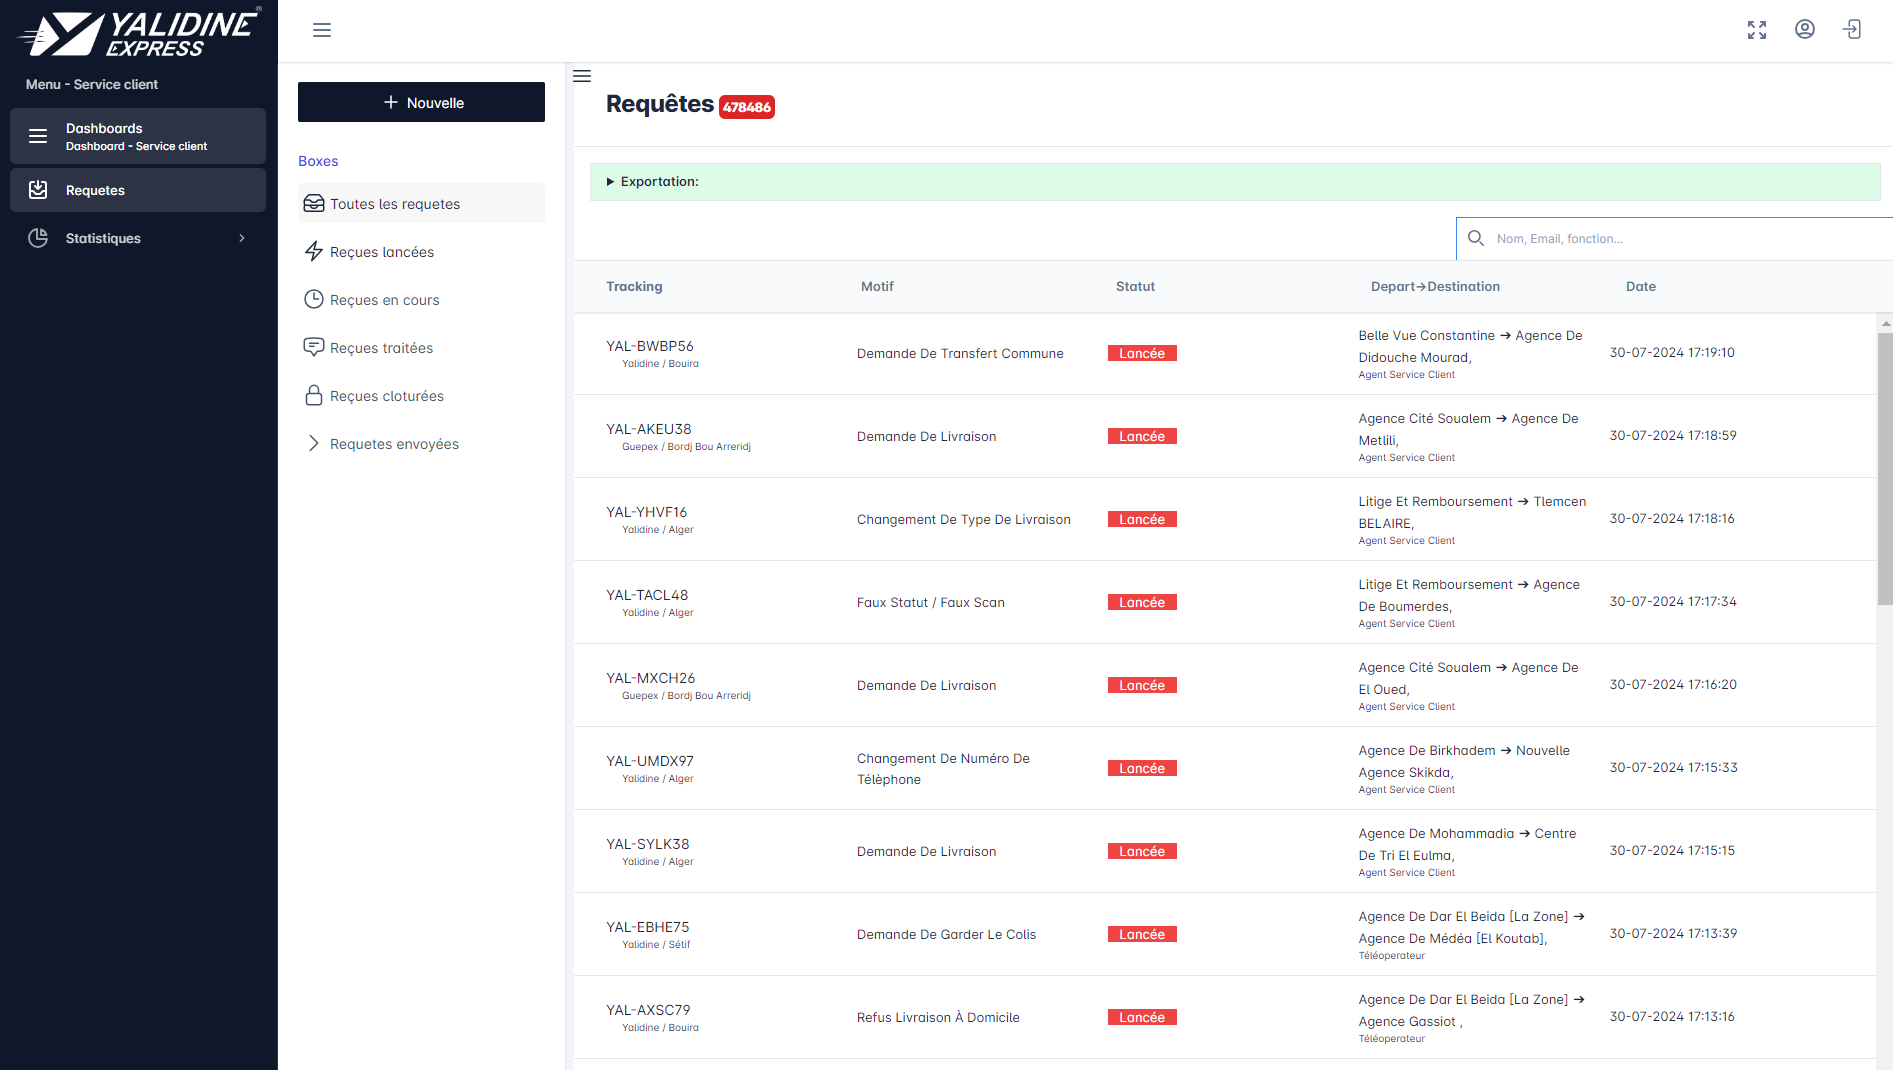 YALIDINE
EXPRESS
®
Menu - Service client
Dashboards
Dashboard - Service client
Requetes
Statistiques
Nouvelle
Boxes
Toutes les requetes
Reçues lancées
Reçues en cours
Reçues traitées
Reçues cloturées
Requetes envoyées
Requêtes 478486
Exportation:
Nom, Email, fonction...
Tracking Motif Statut Depart→Destination Date
YAL-BWBP56
Yalidine / Bouira
Demande De Transfert Commune
Lancée
Belle Vue Constantine → Agence De
Didouche Mourad,
Agent Service Client
30-07-2024 17:19:10
YAL-AKEU38
Guepex / Bordj Bou Arreridj
Demande De Livraison
Lancée
Agence Cité Soualem → Agence De
Metlili,
Agent Service Client
30-07-2024 17:18:59
YAL-YHVF16
Yalidine / Alger
Changement De Type De Livraison
Lancée
Litige Et Remboursement → Tlemcen
BELAIRE,
Agent Service Client
30-07-2024 17:18:16
YAL-TACL48
Yalidine / Alger
Faux Statut / Faux Scan
Lancée
Litige Et Remboursement → Agence
De Boumerdes,
Agent Service Client
30-07-2024 17:17:34
YAL-MXCH26
Guepex / Bordj Bou Arreridj
Demande De Livraison
Lancée
Agence Cité Soualem → Agence De
El Oued,
Agent Service Client
30-07-2024 17:16:20
YAL-UMDX97
Yalidine / Alger
Changement De Numéro De
Télèphone
Lancée
Agence De Birkhadem → Nouvelle
Agence Skikda,
Agent Service Client
30-07-2024 17:15:33
YAL-SYLK38
Yalidine / Alger
Demande De Livraison
Lancée
Agence De Mohammadia → Centre
De Tri El Eulma,
Agent Service Client
30-07-2024 17:15:15
YAL-EBHE75
Yalidine / Sétif
Demande De Garder Le Colis
Lancée
Agence De Dar El Beida [La Zone] →
Agence De Médéa [El Koutab],
Téléoperateur
30-07-2024 17:13:39
YAL-AXSC79
Yalidine / Bouira
Refus Livraison À Domicile
Lancée
Agence De Dar El Beida [La Zone] →
Agence Gassiot ,
Téléoperateur
30-07-2024 17:13:16